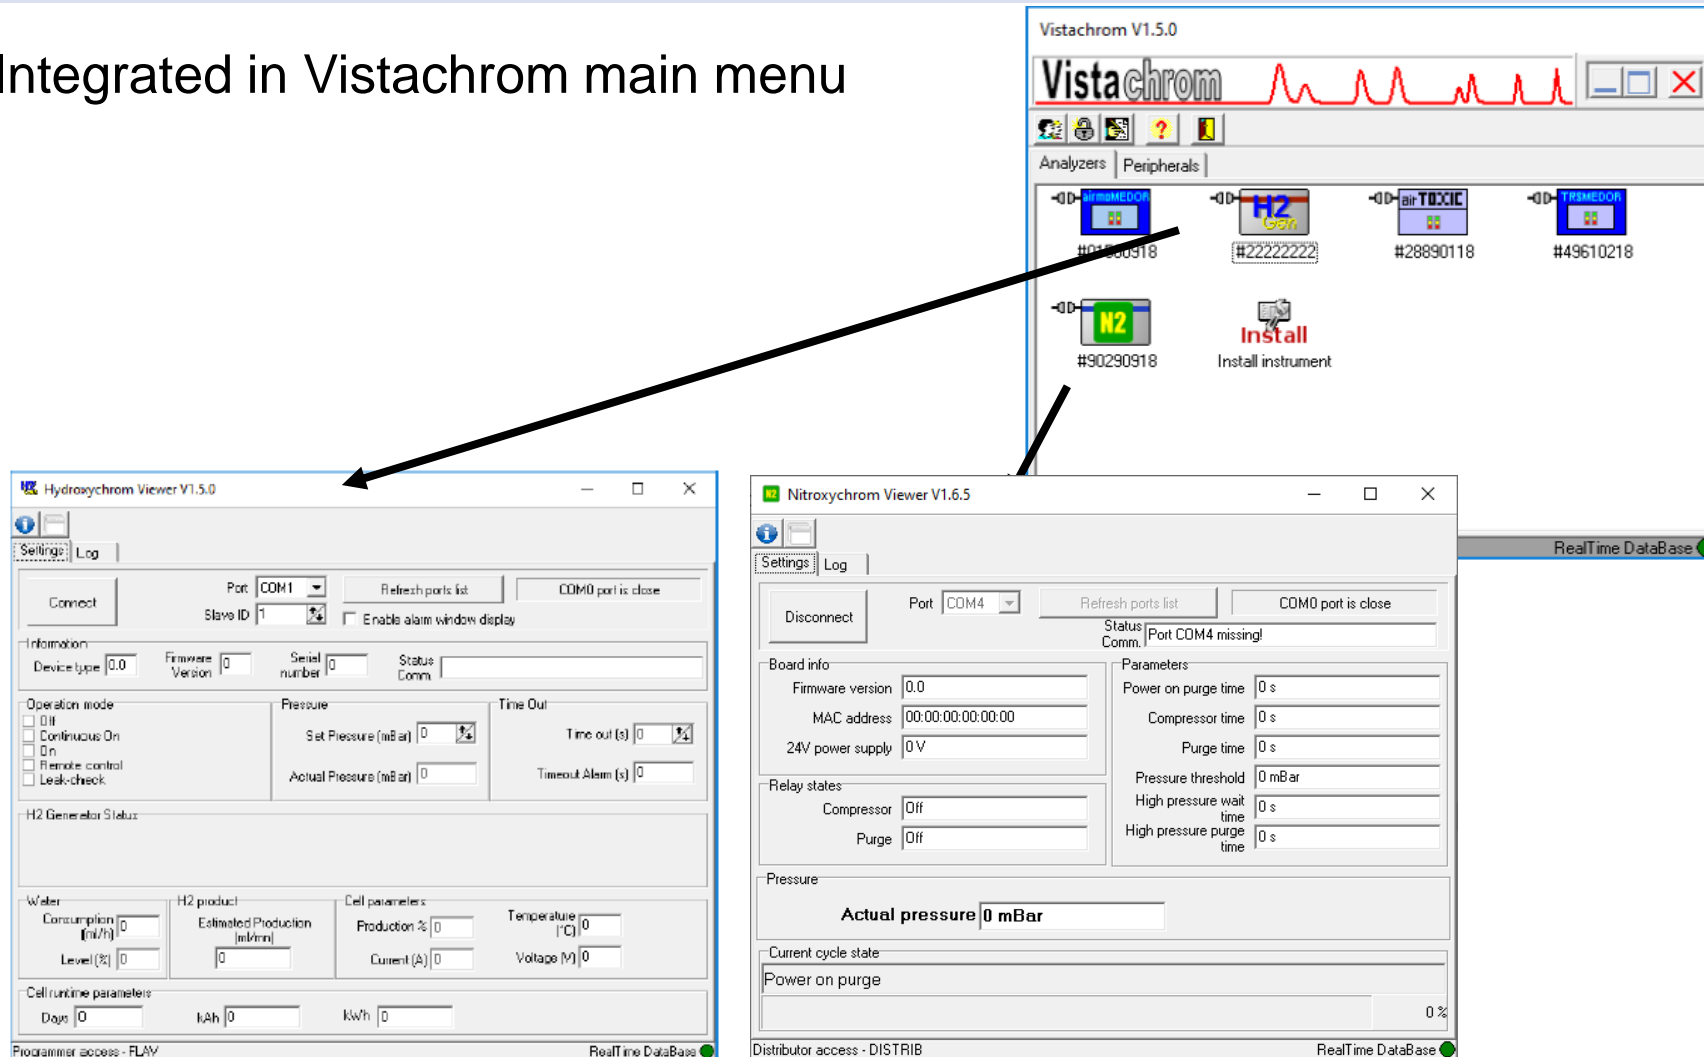 Integrated in Vistachrom main menu
Vistachrom V1.5.0
Vistachrom
Analyzers Peripherals
airmoMEDOR H2 Gen airTOXIC TRSMEDOR
#22222222 #28890118 #49610218
N2 Install
#90290918 Install instrument
RealTime DataBase
Hydroxychrom Viewer V1.5.0
Settings Log
Connect Port COM1 Refresh ports list COM0 port is close
Slave ID 1 Enable alarm window display
Information
Device type 0.0 Firmware Version 0 Serial number 0 Status Comm.
Operation mode Pressure Time Out
Off
Continuous On Set Pressure (mBar) 0 Time out (s) 0
On
Remote control
Leak-check Actual Pressure (mBar) 0 Timeout Alarm (s) 0
H2 Generator Status
Water H2 product Cell parameters
Consumption (ml/h) 0 Estimated Production (ml/mn) 0 Production % 0 Temperature (°C) 0
Level (%) 0 Current (A) 0 Voltage (V) 0
Cell runtime parameters
Days 0 kAh 0 kWh 0
Programmer access - FLAV RealTime DataBase
N2 Nitroxychrom Viewer V1.6.5
Settings Log
Disconnect Port COM4 Refresh ports list COM0 port is close
Status Comm. Port COM4 missing!
Board info Parameters
Firmware version 0.0 Power on purge time 0 s
MAC address 00:00:00:00:00:00 Compressor time 0 s
24V power supply 0 V Purge time 0 s
Relay states Pressure threshold 0 mBar
Compressor Off High pressure wait time 0 s
Purge Off High pressure purge time 0 s
Pressure
Actual pressure 0 mBar
Current cycle state
Power on purge
0 %
Distributor access - DISTRIB RealTime DataBase